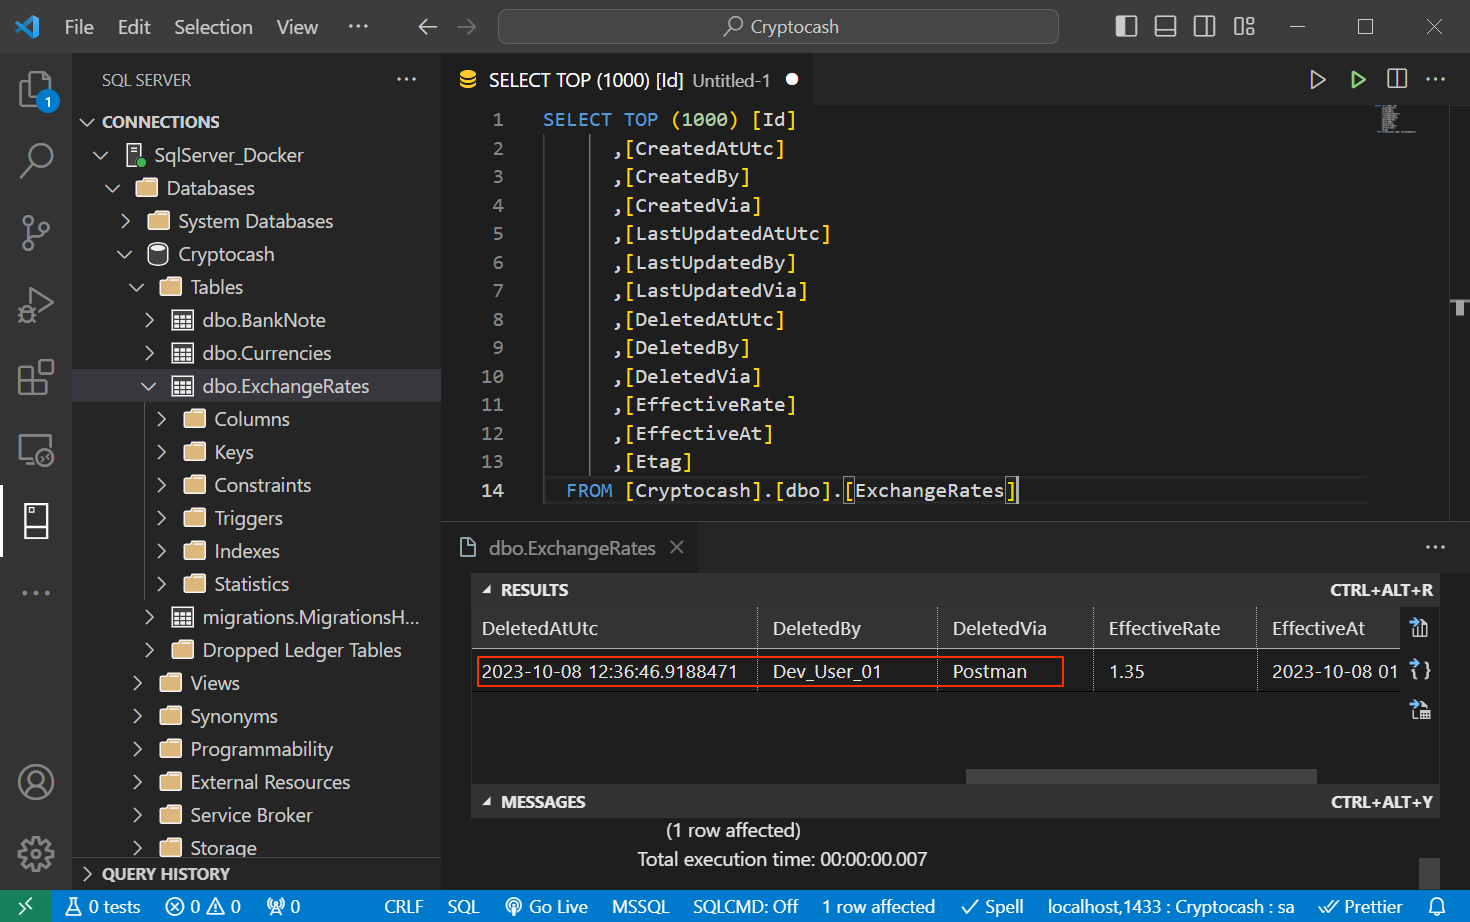 File Edit Selection View ··· Cryptocash
SQL SERVER ···
1
CONNECTIONS
SqlServer_Docker
Databases
System Databases
Cryptocash
Tables
dbo.BankNote
dbo.Currencies
dbo.ExchangeRates
Columns
Keys
Constraints
Triggers
Indexes
Statistics
migrations.MigrationsH...
Dropped Ledger Tables
Views
Synonyms
Programmability
External Resources
Service Broker
Storage
QUERY HISTORY
SELECT TOP (1000) [Id] Untitled-1
1 SELECT TOP (1000) [Id]
2 ,[CreatedAtUtc]
3 ,[CreatedBy]
4 ,[CreatedVia]
5 ,[LastUpdatedAtUtc]
6 ,[LastUpdatedBy]
7 ,[LastUpdatedVia]
8 ,[DeletedAtUtc]
9 ,[DeletedBy]
10 ,[DeletedVia]
11 ,[EffectiveRate]
12 ,[EffectiveAt]
13 ,[Etag]
14 FROM [Cryptocash].[dbo].[ExchangeRates]
dbo.ExchangeRates
RESULTS CTRL+ALT+R
DeletedAtUtc DeletedBy DeletedVia EffectiveRate EffectiveAt
2023-10-08 12:36:46.9188471 Dev_User_01 Postman 1.35 2023-10-08 01
MESSAGES CTRL+ALT+Y
(1 row affected)
Total execution time: 00:00:00.007
0 tests 0 0 0 CRLF SQL Go Live MSSQL SQLCMD: Off 1 row affected Spell localhost,1433 : Cryptocash : sa Prettier